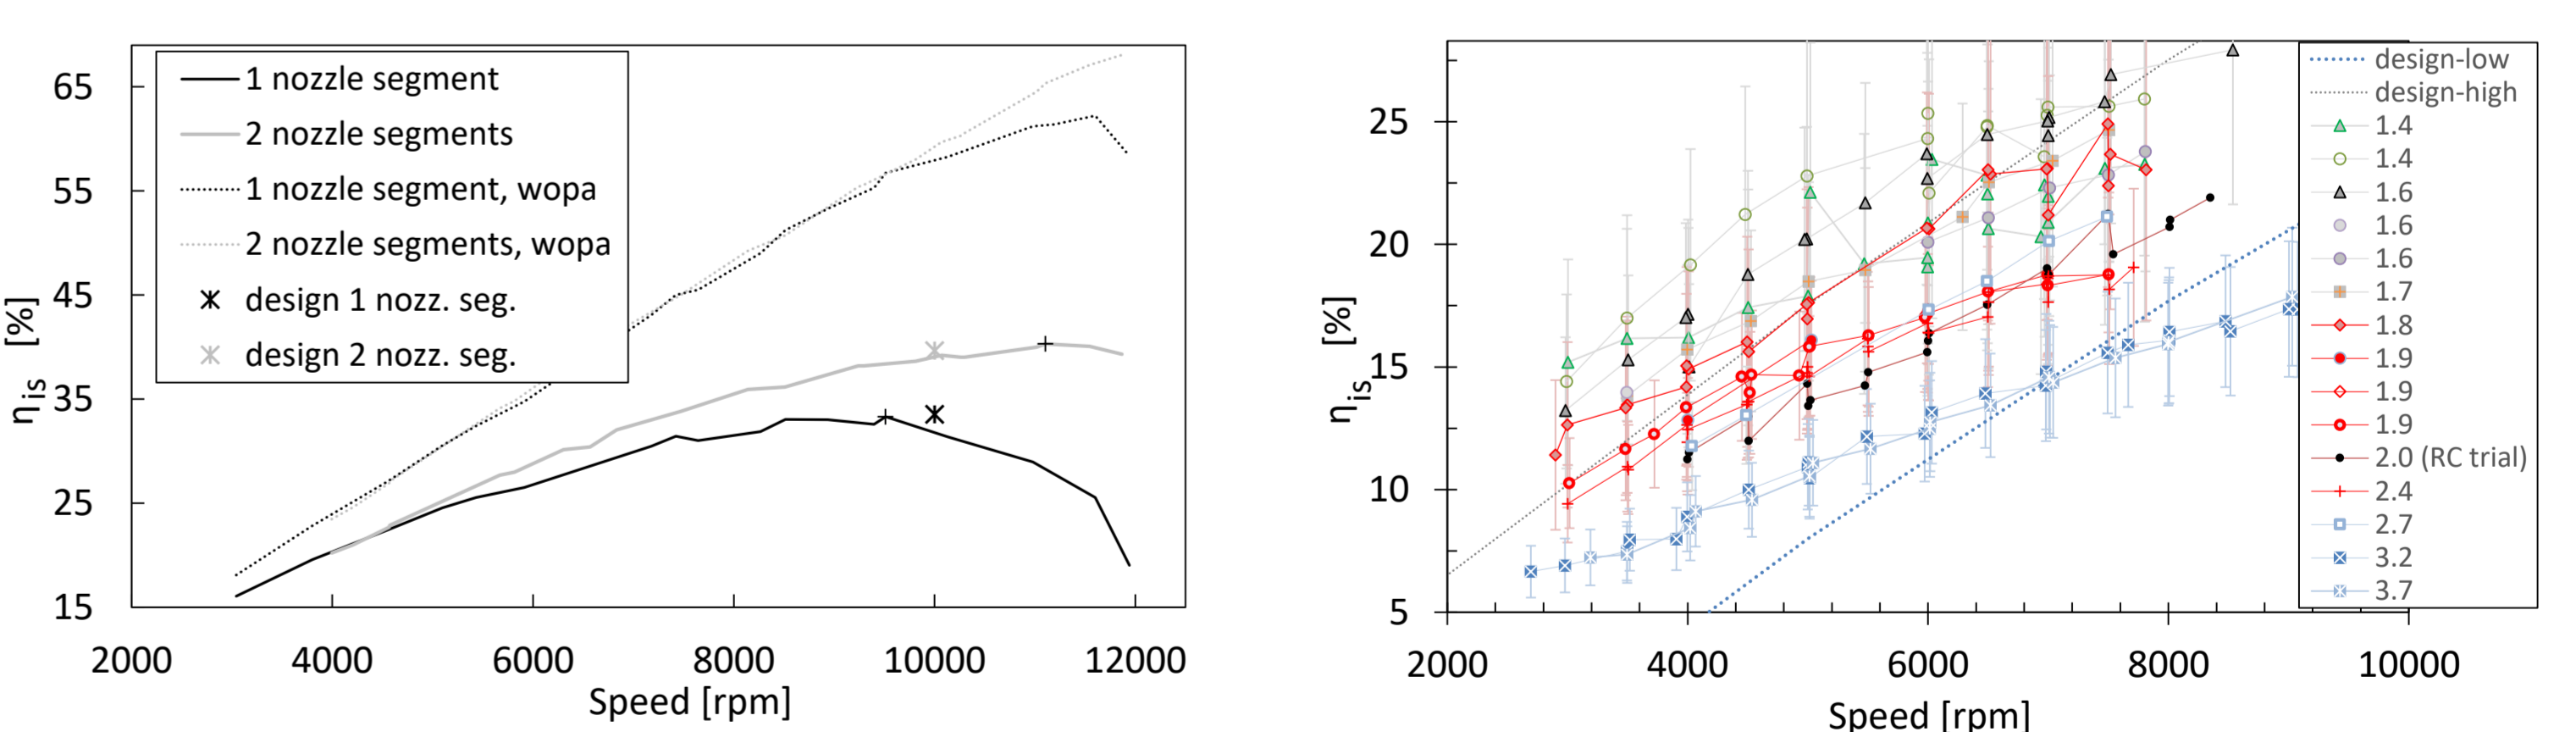 65
55
45
35
25
15
η_is [%]
2000 4000 6000 8000 10000 12000
Speed [rpm]
1 nozzle segment
2 nozzle segments
1 nozzle segment, wopa
2 nozzle segments, wopa
design 1 nozz. seg.
design 2 nozz. seg.
25
20
15
10
5
η_is [%]
2000 4000 6000 8000 10000
Speed [rpm]
design-low
design-high
1.4
1.4
1.6
1.6
1.6
1.7
1.8
1.9
1.9
1.9
2.0 (RC trial)
2.4
2.7
3.2
3.7